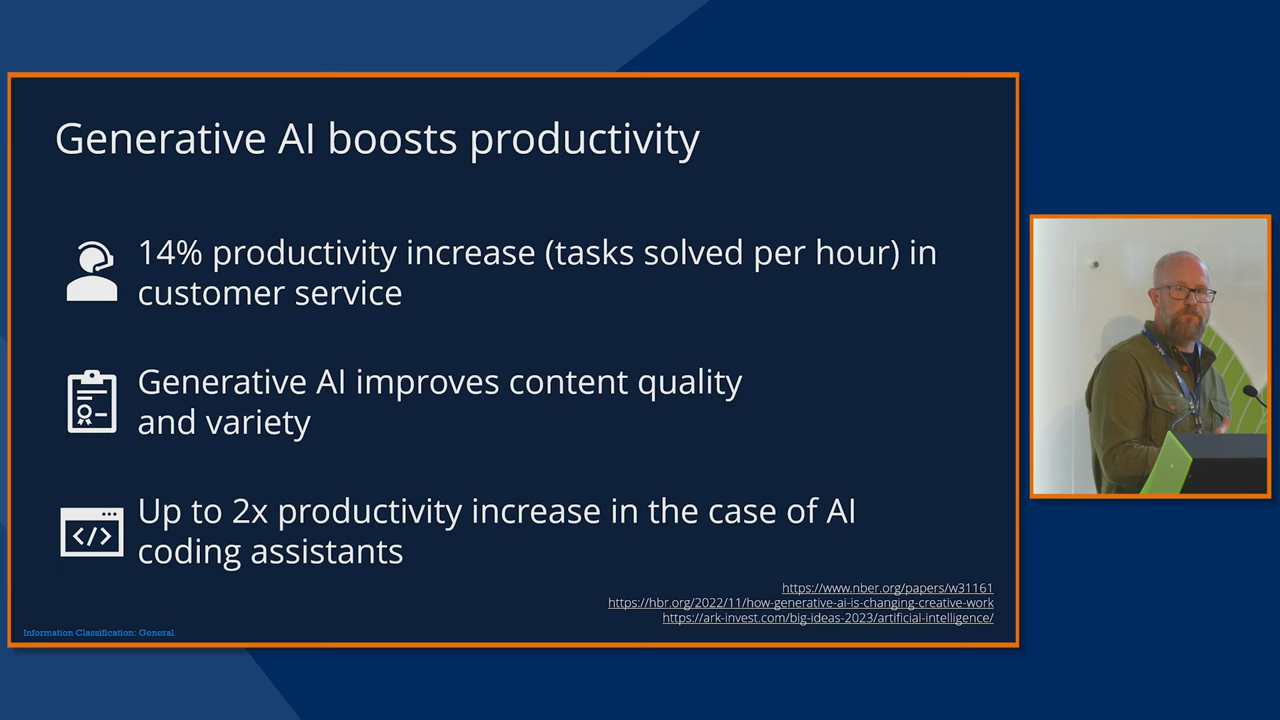 Generative AI boosts productivity
14% productivity increase (tasks solved per hour) in
customer service
Generative AI improves content quality
and variety
</>
Up to 2x productivity increase in the case of AI
coding assistants
https://www.nber.org/papers/w31161
https://hbr.org/2022/11/how-generative-ai-is-changing-creative-work
https://ark-invest.com/big-ideas-2023/artificial-intelligence/
Information Classification: General